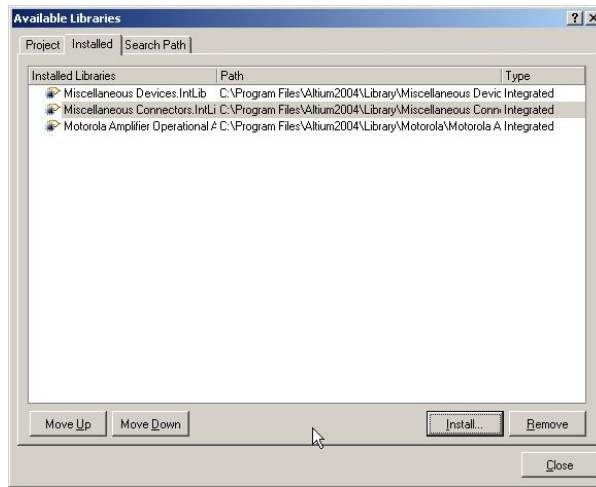 Available Libraries
Project Installed Search Path
Installed Libraries Path Type
Miscellaneous Devices.IntLib C:\Program Files\Altium2004\Library\Miscellaneous Devic Integrated
Miscellaneous Connectors.IntLi C:\Program Files\Altium2004\Library\Miscellaneous Conn Integrated
Motorola Amplifier Operational A C:\Program Files\Altium2004\Library\Motorola\Motorola A Integrated
Move Up Move Down Install... Remove
Close